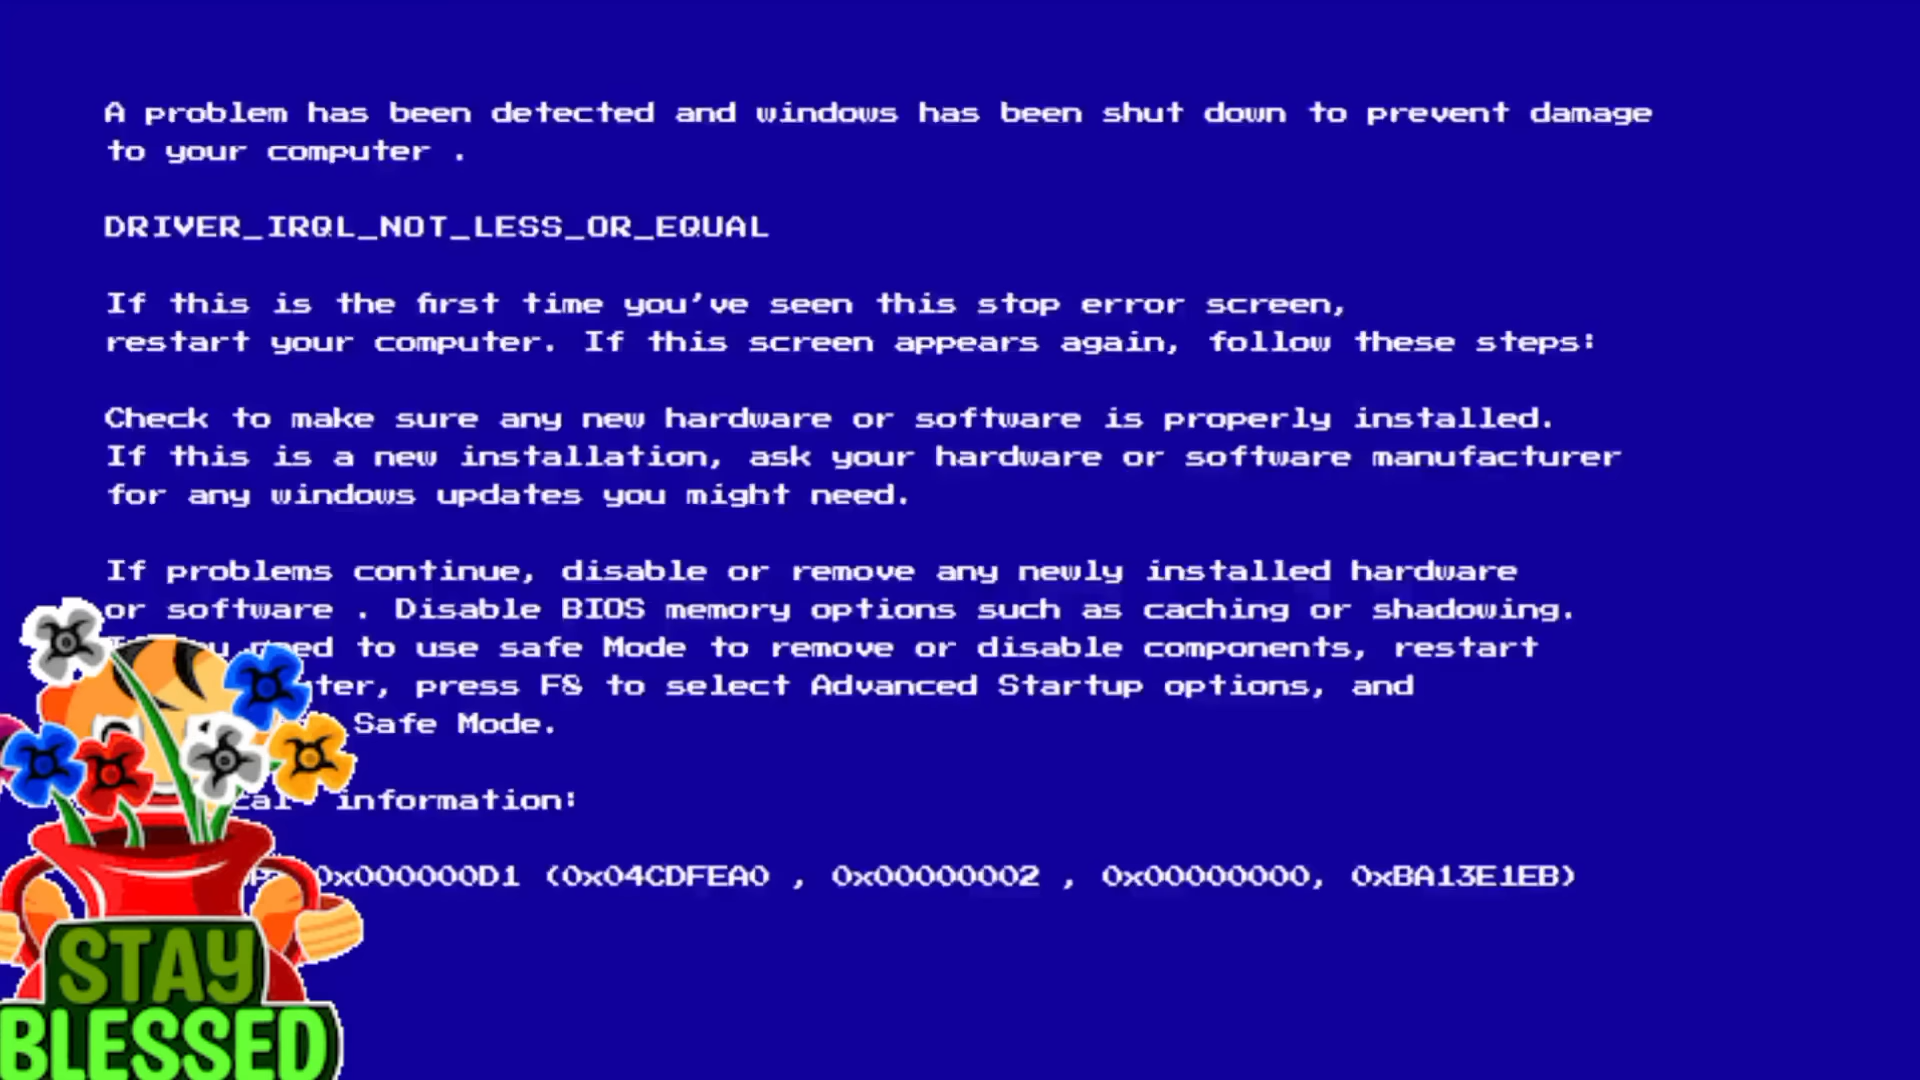 A problem has been detected and windows has been shut down to prevent damage
to your computer .
DRIVER_IRQL_NOT_LESS_OR_EQUAL
If this is the first time you've seen this stop error screen,
restart your computer. If this screen appears again, follow these steps:
Check to make sure any new hardware or software is properly installed.
If this is a new installation, ask your hardware or software manufacturer
for any windows updates you might need.
If problems continue, disable or remove any newly installed hardware
or software . Disable BIOS memory options such as caching or shadowing.
to use safe Mode to remove or disable components, restart
press F8 to select Advanced Startup options, and
Safe Mode.
information:
0x000000D1 (0x04CDFEA0 , 0x00000002 , 0x00000000, 0xBA13E1EB)
STAY
BLESSED